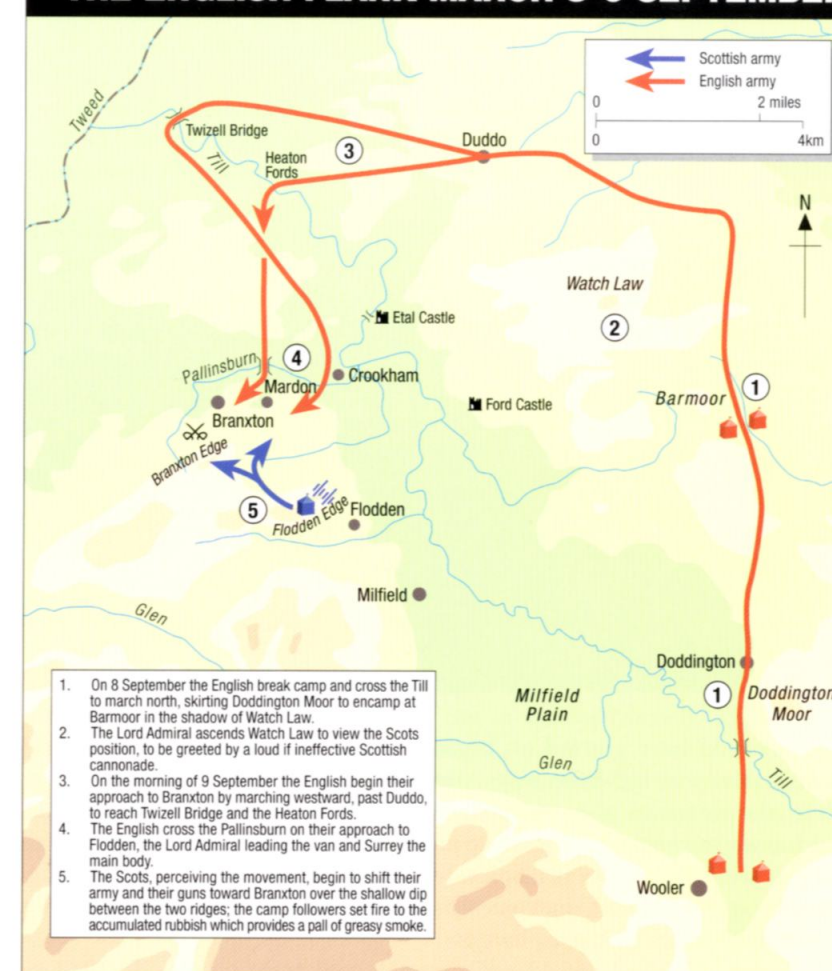 THE ENGLISH FLANK MARCH 8-9 SEPTEMBER
Scottish army
English army
0 2 miles
0 4km
N
Tweed
Twizell Bridge
Till
Heaton
Fords
3
Duddo
Watch Law
2
Etal Castle
Pallinsburn
4
Mardon
Crookham
Ford Castle
Barmoor
1
Branxton
Branxton Edge
5
Flodden Edge
Flodden
Milfield
Glen
Doddington
1
Doddington
Moor
Milfield
Plain
Glen
Till
Wooler
1. On 8 September the English break camp and cross the Till
to march north, skirting Doddington Moor to encamp at
Barmoor in the shadow of Watch Law.
2. The Lord Admiral ascends Watch Law to view the Scots
position, to be greeted by a loud if ineffective Scottish
cannonade.
3. On the morning of 9 September the English begin their
approach to Branxton by marching westward, past Duddo,
to reach Twizell Bridge and the Heaton Fords.
4. The English cross the Pallinsburn on their approach to
Flodden, the Lord Admiral leading the van and Surrey the
main body.
5. The Scots, perceiving the movement, begin to shift their
army and their guns toward Branxton over the shallow dip
between the two ridges; the camp followers set fire to the
accumulated rubbish which provides a pall of greasy smoke.